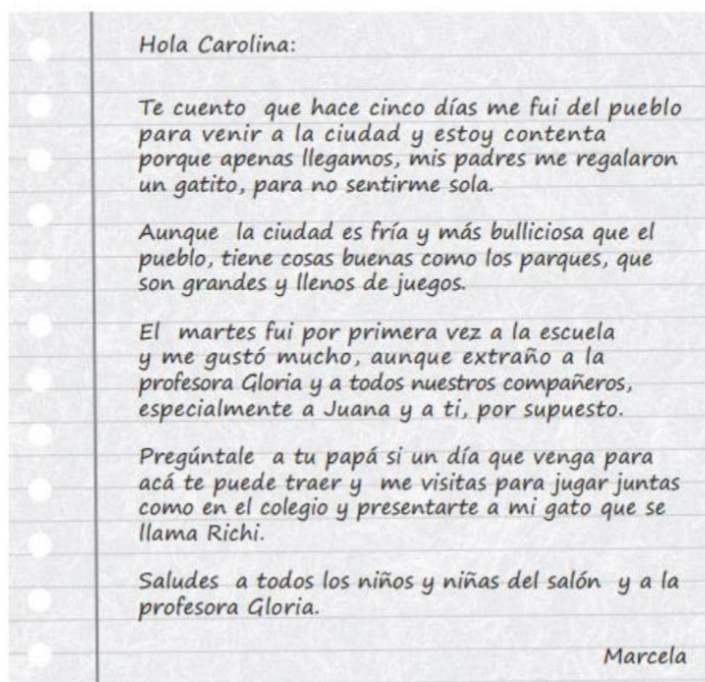 Hola Carolina:
Te cuento que hace cinco días me fui del pueblo
para venir a la ciudad y estoy contenta
porque apenas llegamos, mis padres me regalaron
un gatito, para no sentirme sola.
Aunque la ciudad es fría y más bulliciosa que el
pueblo, tiene cosas buenas como los parques, que
son grandes y llenos de juegos.
El martes fui por primera vez a la escuela
y me gustó mucho, aunque extraño a la
profesora Gloria y a todos nuestros compañeros,
especialmente a Juana y a ti, por supuesto.
Pregúntale a tu papá si un día que venga para
acá te puede traer y me visitas para jugar juntas
como en el colegio y presentarte a mi gato que se
llama Richi.
Saludes a todos los niños y niñas del salón y a la
profesora Gloria.
Marcela